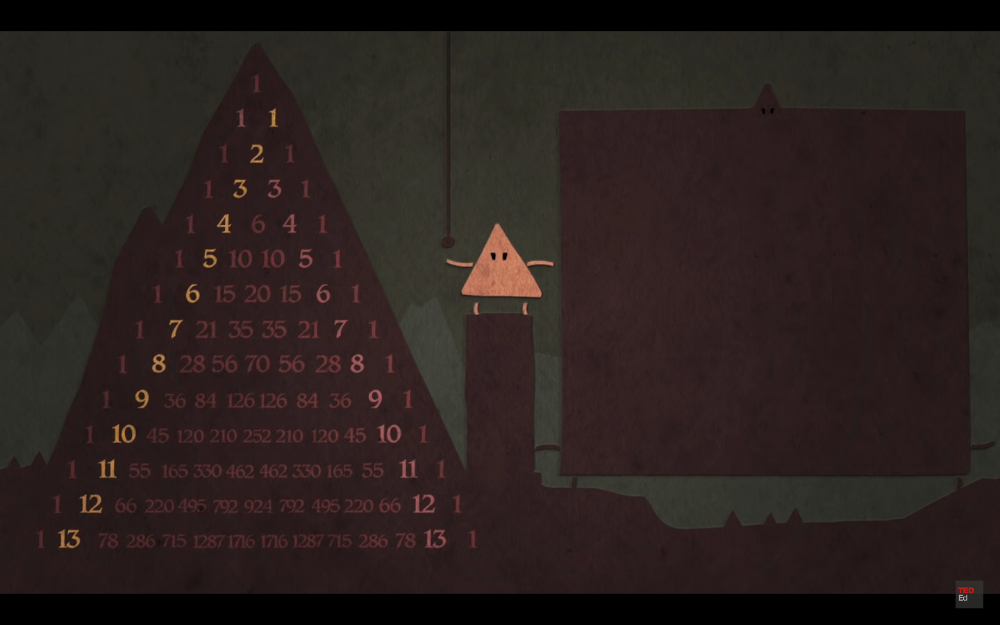 1
1 1
1 2 1
1 3 3 1
1 4 6 4 1
1 5 10 10 5 1
1 6 15 20 15 6 1
1 7 21 35 35 21 7 1
1 8 28 56 70 56 28 8 1
1 9 36 84 126 126 84 36 9 1
1 10 45 120 210 252 210 120 45 10 1
1 11 55 165 330 462 462 330 165 55 11 1
1 12 66 220 495 792 924 792 495 220 66 12 1
1 13 78 286 715 1287 1716 1716 1287 715 286 78 13 1
TED
Ed